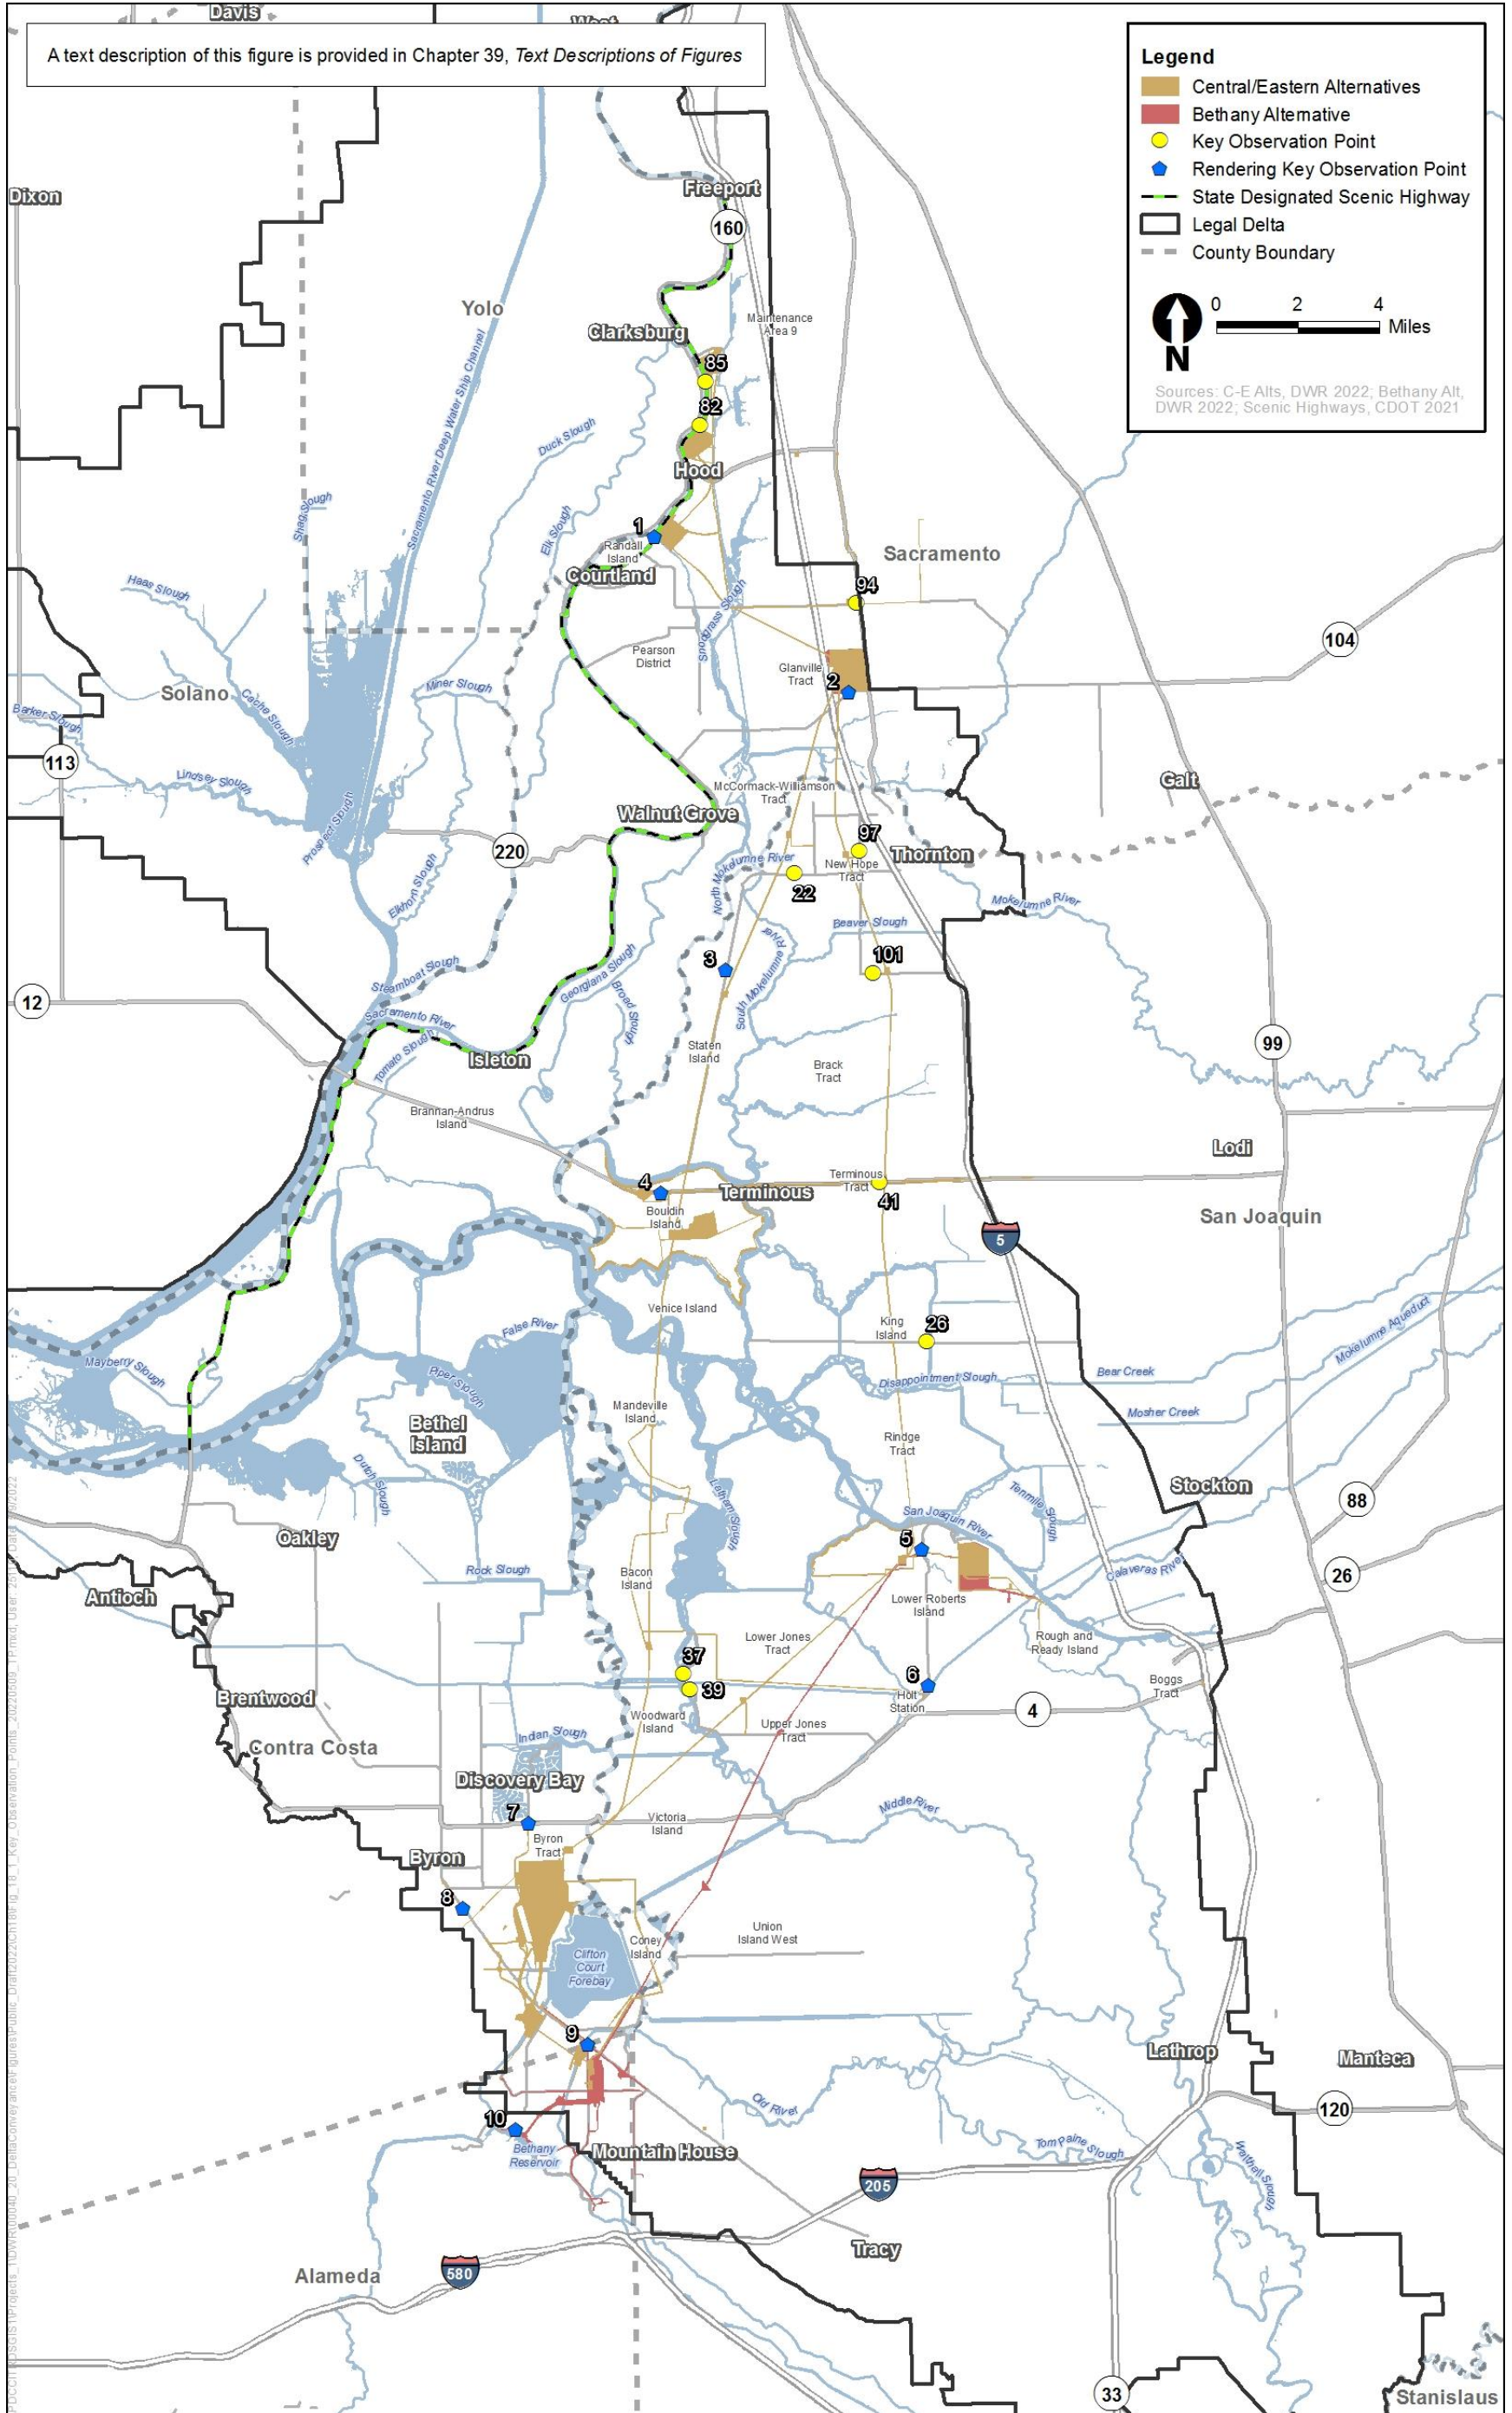 Davis
West
A text description of this figure is provided in Chapter 39, Text Descriptions of Figures
Legend
Central/Eastern Alternatives
Bethany Alternative
Key Observation Point
Rendering Key Observation Point
State Designated Scenic Highway
Legal Delta
County Boundary
0 2 4
Miles
N
Sources: C-E Alts, DWR 2022; Bethany Alt,
DWR 2022; Scenic Highways, CDOT 2021
Dixon
Freeport
160
Yolo
Maintenance
Area 9
Clarksburg
Sacramento River Deep Water Ship Channel
85
82
Duck Slough
Hood
Shag Slough
Elk Slough
1
Randall
Island
Sacramento
Courtland
Haas Slough
94
Snodgrass Slough
104
Pearson
District
Glanville
Tract
2
Solano
Miner Slough
Cache Slough
Barker Slough
113
Lindsey Slough
Galt
McCormack-Williamson
Tract
Walnut Grove
Prospect Slough
220
97
Thornton
North Mokelumne River
New Hope
Tract
22
Elkhorn Slough
Mokelumne River
Beaver Slough
3
101
South Mokelumne River
Steamboat Slough
Georgiana Slough
Broad Slough
12
Sacramento River
Tomato Slough
Isleton
99
Staten
Island
Brack
Tract
Brannan-Andrus
Island
Lodi
4
Terminous
Terminous
Tract
41
Bouldin
Island
San Joaquin
5
Venice Island
King
Island
26
False River
Mokelumne Aqueduct
Mayberry Slough
Piper Slough
Disappointment Slough
Bear Creek
Mosher Creek
Bethel
Island
Mandeville
Island
Rindge
Tract
Dutch Slough
Latham Slough
Tenmile Slough
Stockton
88
San Joaquin River
Oakley
5
Rock Slough
Bacon
Island
Calaveras River
26
Antioch
Lower Roberts
Island
Lower Jones
Tract
Rough and
Ready Island
37
39
6
Holt
Station
Boggs
Tract
4
Brentwood
Woodward
Island
Upper Jones
Tract
Indian Slough
Contra Costa
Discovery Bay
7
Victoria
Island
Middle River
Byron
Tract
Byron
8
Union
Island West
Coney
Island
Clifton
Court
Forebay
9
Lathrop
Manteca
Old River
10
120
Bethany
Reservoir
Mountain House
Tom Paine Slough
Walthall Slough
205
Tracy
Alameda
580
33
Stanislaus